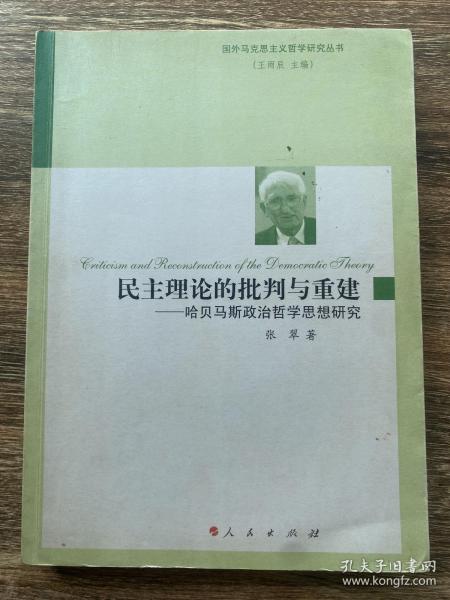 国外马克思主义哲学研究丛书
(王雨辰 主编)
Criticism and Reconstruction of the Democratic Theory
民主理论的批判与重建
——哈贝马斯政治哲学思想研究
张 翠 著
人民出版社
孔夫子旧书网
www.kongfz.com